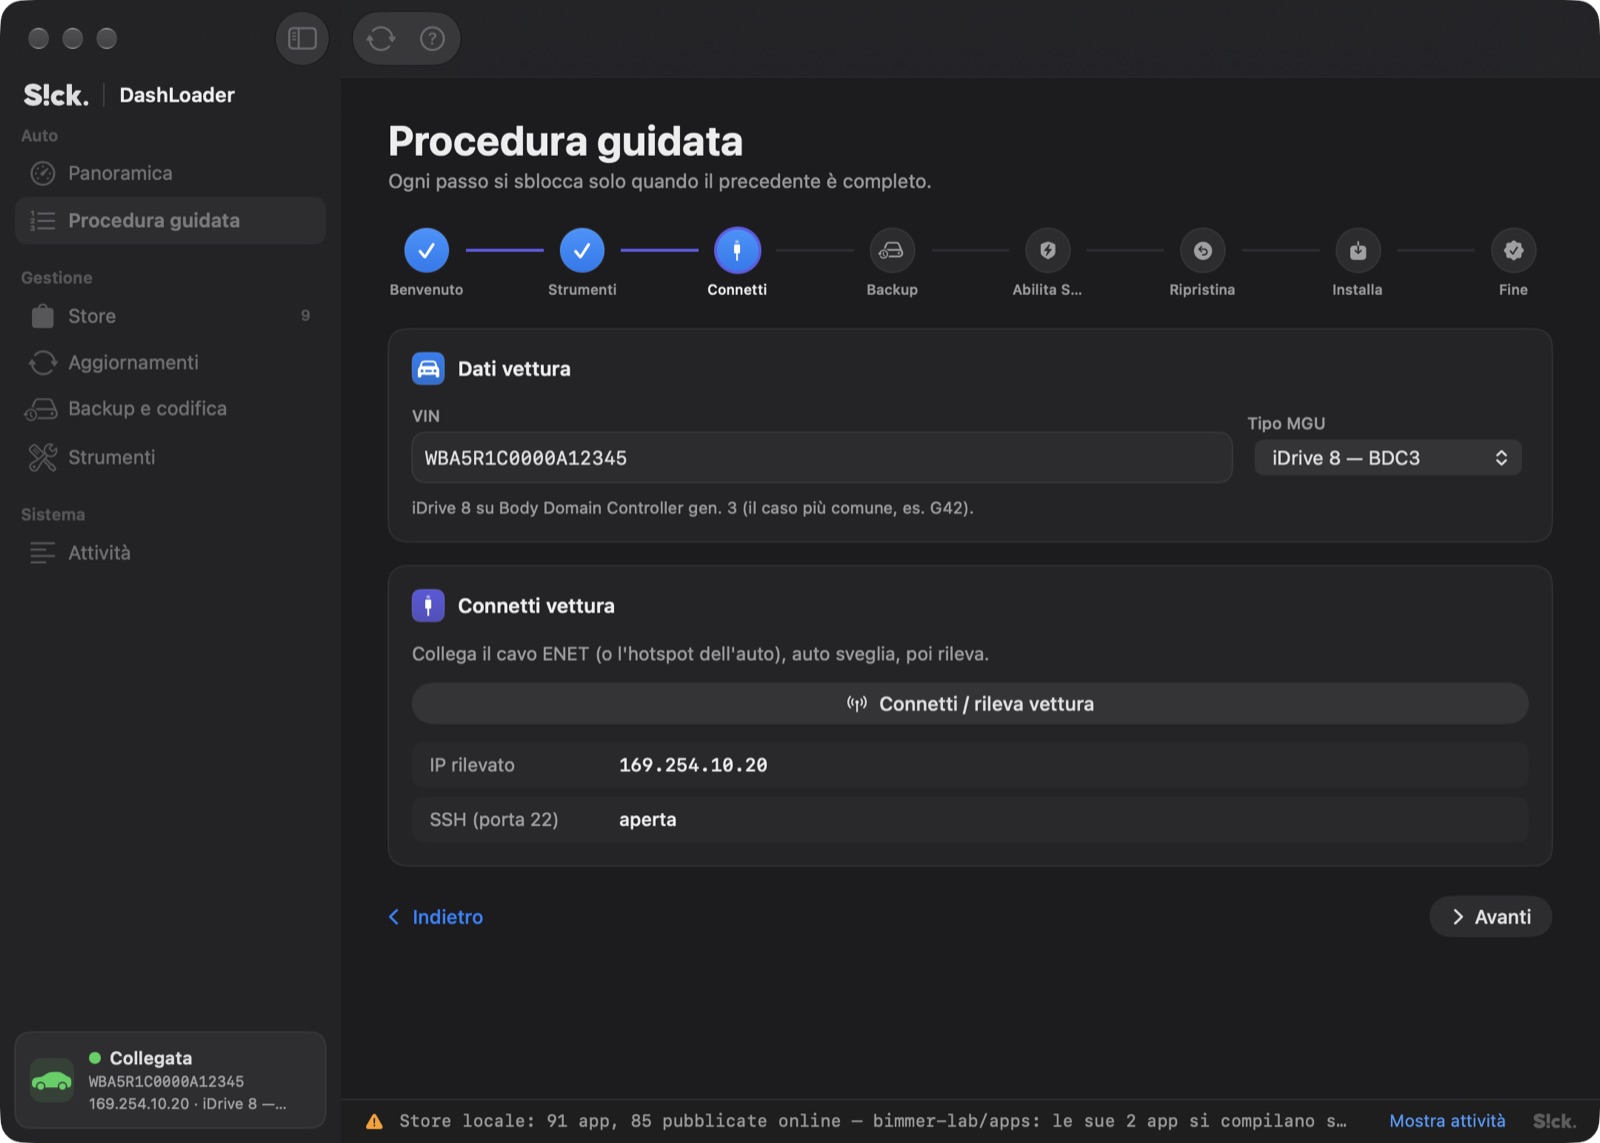 S!ck.
DashLoader
Auto
Panoramica
Procedura guidata
Gestione
Store
9
Aggiornamenti
Backup e codifica
Strumenti
Sistema
Attività
Collegata
WBA5R1C0000A12345
169.254.10.20 · iDrive 8 —...
Procedura guidata
Ogni passo si sblocca solo quando il precedente è completo.
Benvenuto
Strumenti
Connetti
Backup
Abilita S...
Ripristina
Installa
Fine
Dati vettura
VIN
Tipo MGU
WBA5R1C0000A12345
iDrive 8 — BDC3
iDrive 8 su Body Domain Controller gen. 3 (il caso più comune, es. G42).
Connetti vettura
Collega il cavo ENET (o l'hotspot dell'auto), auto sveglia, poi rileva.
Connetti / rileva vettura
IP rilevato
169.254.10.20
SSH (porta 22)
aperta
Indietro
Avanti
Store locale: 91 app, 85 pubblicate online — bimmer-lab/apps: le sue 2 app si compilano s…
Mostra attività
S!ck.